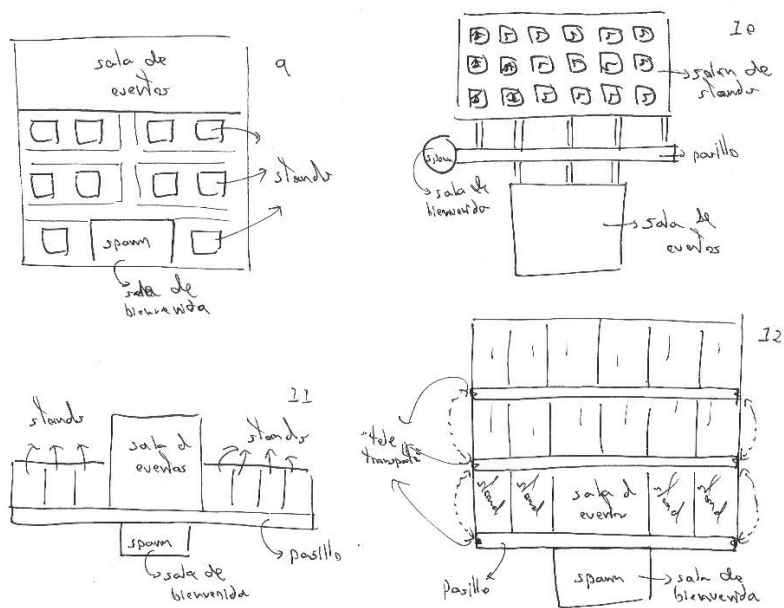 9
sala de
eventos
stands
spawn
sala de
bienvenida
10
salón de
stands
pasillo
spawn
sala de
bienvenida
sala de
eventos
11
stands
stands
sala d
eventos
spawn
sala de
bienvenida
pasillo
12
tele
transporte
stand
stand
sala d
eventos
stand
stand
Pasillo
spawn
sala de
bienvenida